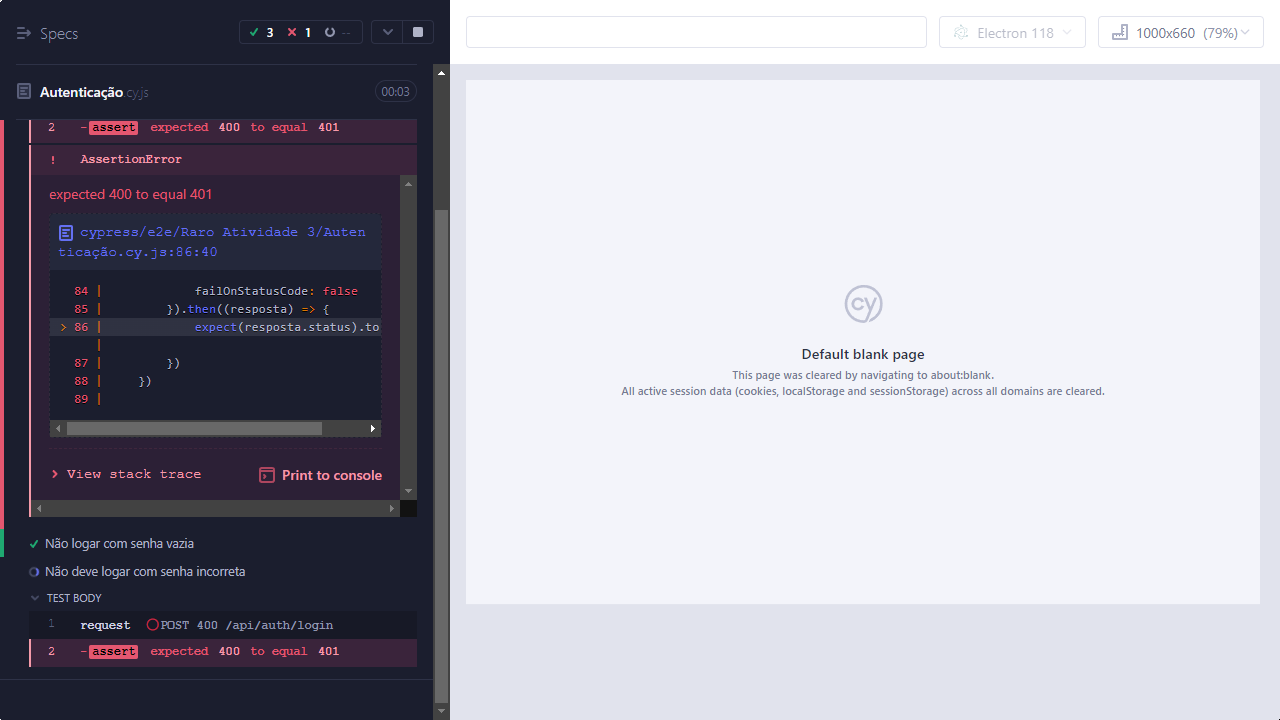 Specs
3
1
--
Electron 118
1000x660 (79%)
Autenticação cy.js
00:03
2 -assert expected 400 to equal 401
! AssertionError
expected 400 to equal 401
cypress/e2e/Raro Atividade 3/Auten
ticação.cy.js:86:40
84 | failOnStatusCode: false
85 | }).then((resposta) => {
> 86 | expect(resposta.status).to
|
87 | })
88 | })
89 |
> View stack trace
Print to console
Não logar com senha vazia
Não deve logar com senha incorreta
TEST BODY
1 request POST 400 /api/auth/login
2 -assert expected 400 to equal 401
cy
Default blank page
This page was cleared by navigating to about:blank.
All active session data (cookies, localStorage and sessionStorage) across all domains are cleared.